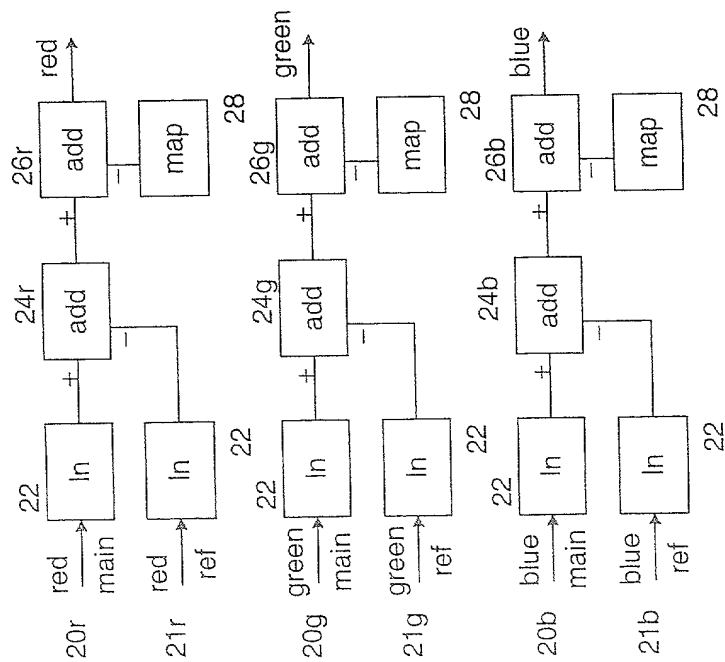 20r
red
main
22
ln
+
24r
add
+
26r
add
red
21r
red
ref
ln
22
−
−
map
28
20g
green
main
22
ln
+
24g
add
+
26g
add
green
21g
green
ref
ln
22
−
−
map
28
20b
blue
main
22
ln
+
24b
add
+
26b
add
blue
21b
blue
ref
ln
22
−
−
map
28